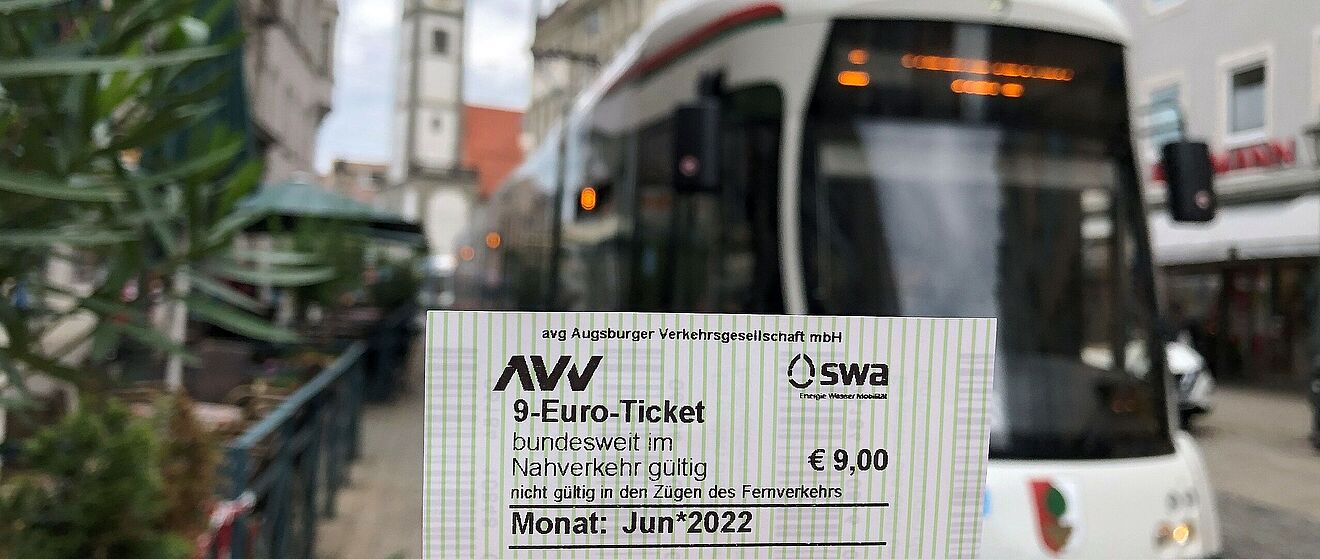 avg Augsburger Verkehrsgesellschaft mbH
AVV
swa
Energie Wasser Mobilität
9-Euro-Ticket
bundesweit im
Nahverkehr gültig
€ 9,00
nicht gültig in den Zügen des Fernverkehrs
Monat: Jun*2022